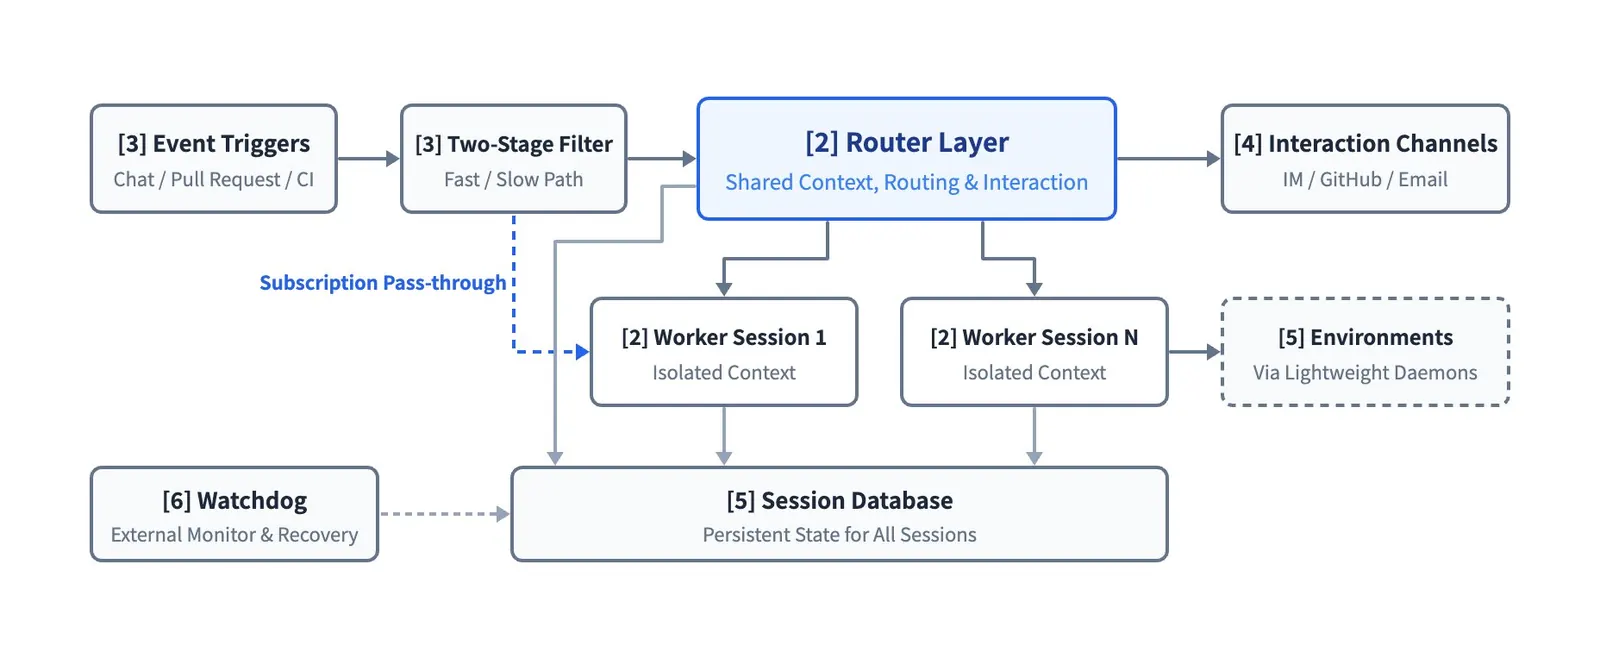 [3] Event Triggers
Chat / Pull Request / CI
[3] Two-Stage Filter
Fast / Slow Path
[2] Router Layer
Shared Context, Routing & Interaction
[4] Interaction Channels
IM / GitHub / Email
Subscription Pass-through
[2] Worker Session 1
Isolated Context
[2] Worker Session N
Isolated Context
[5] Environments
Via Lightweight Daemons
[6] Watchdog
External Monitor & Recovery
[5] Session Database
Persistent State for All Sessions